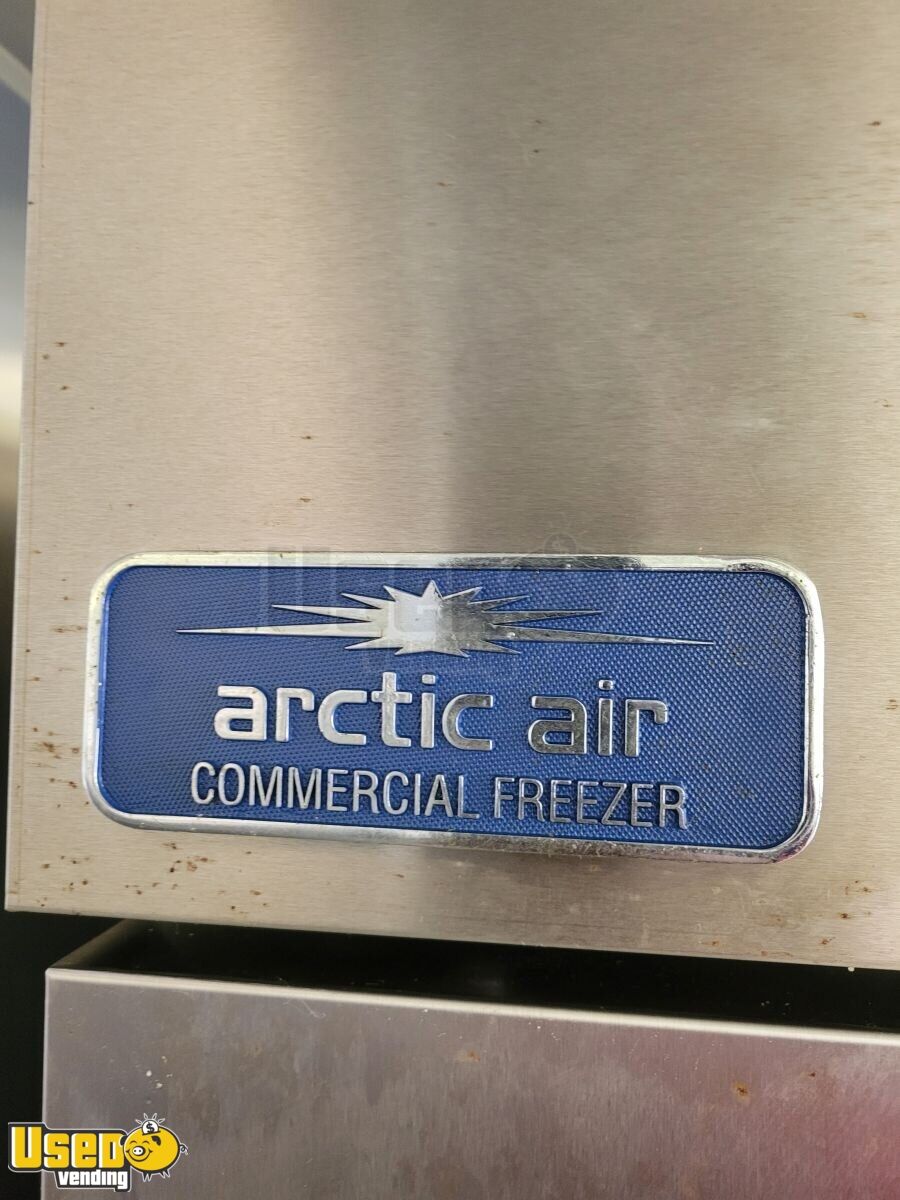 arctic air
COMMERCIAL FREEZER
USED
vending